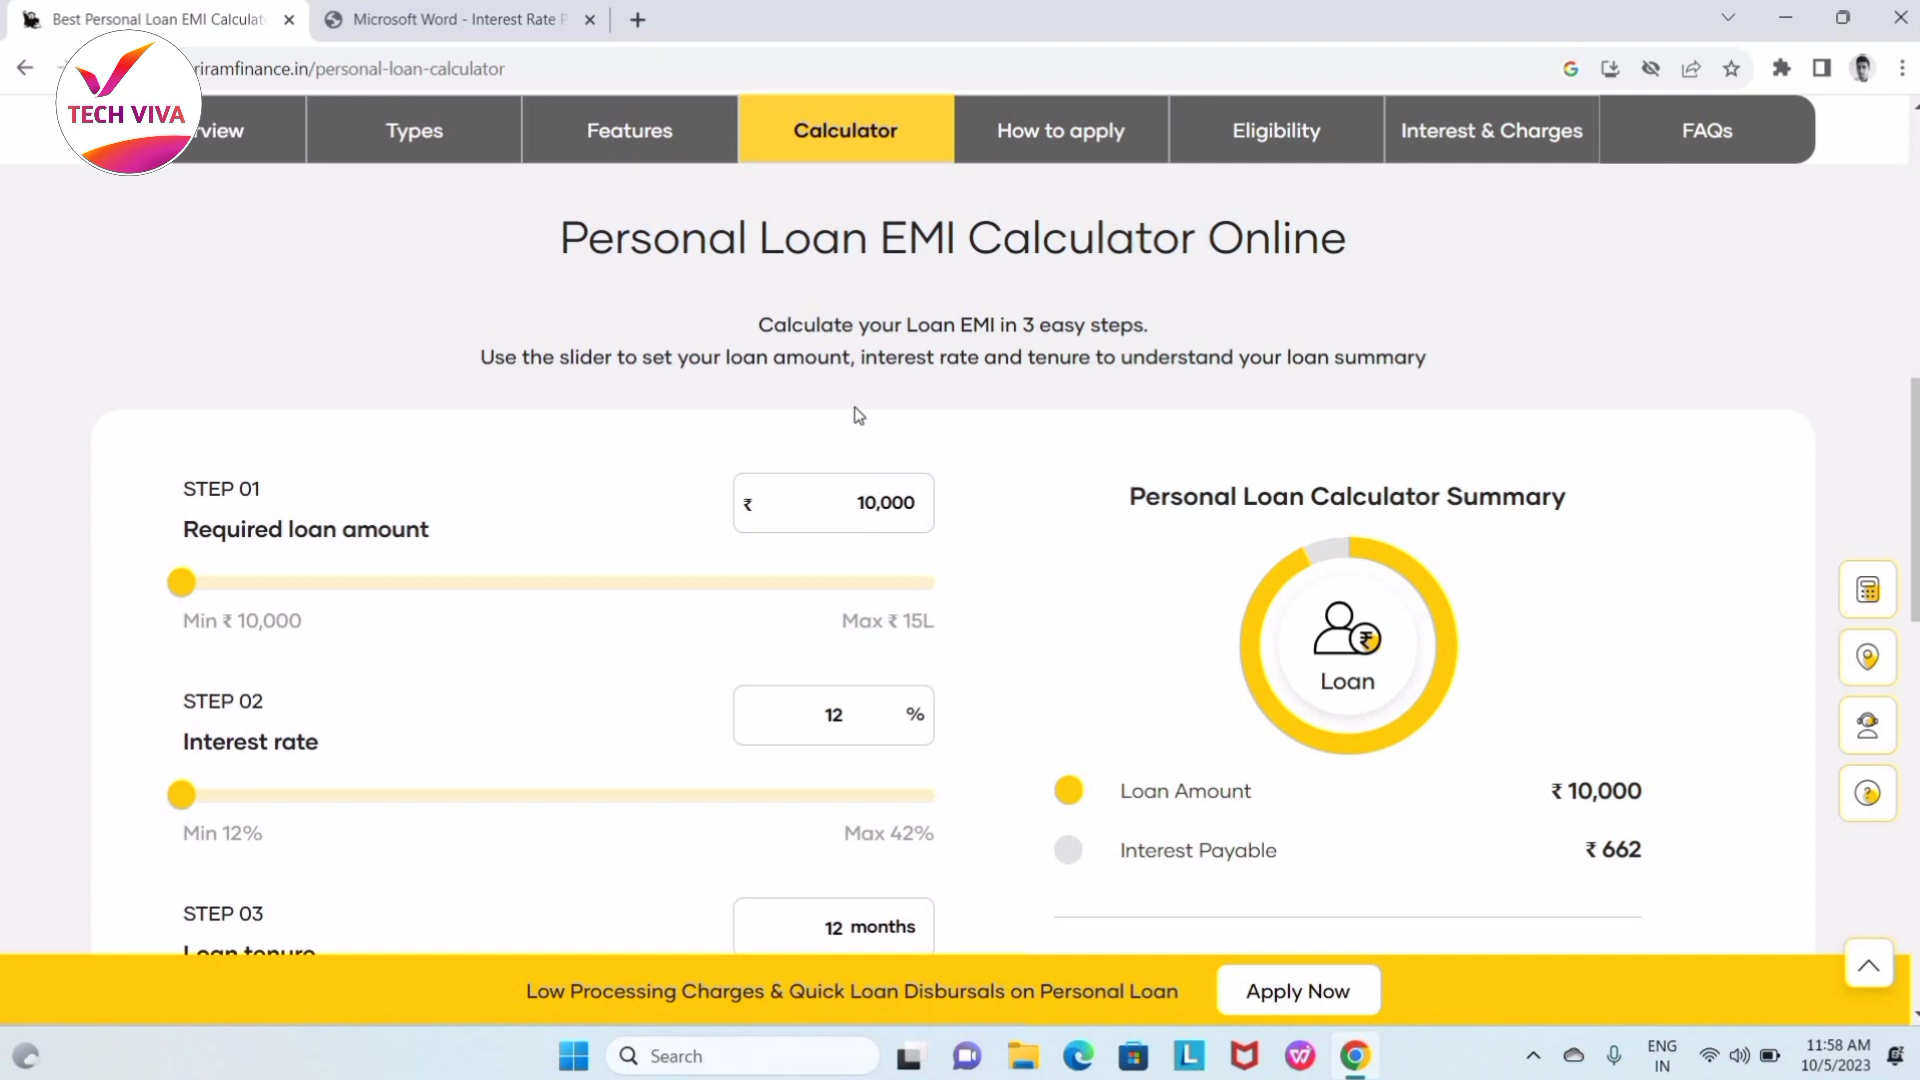 Best Personal Loan EMI Calculat
Microsoft Word - Interest Rate P
riramfinance.in/personal-loan-calculator
TECH VIVA
rview
Types
Features
Calculator
How to apply
Eligibility
Interest & Charges
FAQs
Personal Loan EMI Calculator Online
Calculate your Loan EMI in 3 easy steps.
Use the slider to set your loan amount, interest rate and tenure to understand your loan summary
STEP 01
Required loan amount
₹ 10,000
Min ₹ 10,000
Max ₹ 15L
STEP 02
Interest rate
12 %
Min 12%
Max 42%
STEP 03
Loan tenure
12 months
Personal Loan Calculator Summary
₹
Loan
Loan Amount
₹ 10,000
Interest Payable
₹ 662
Low Processing Charges & Quick Loan Disbursals on Personal Loan
Apply Now
Search
ENG
IN
11:58 AM
10/5/2023